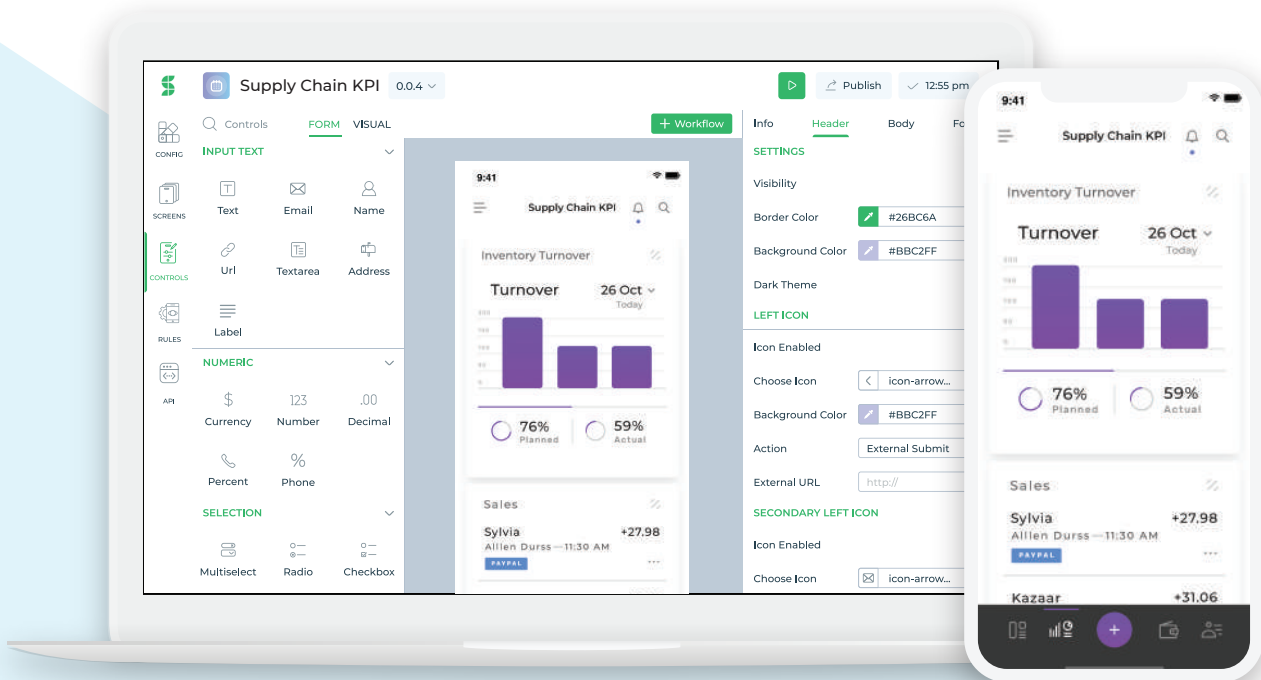 Supply Chain KPI
0.0.4
Publish
12:55 pm
CONFIG
SCREENS
CONTROLS
RULES
API
Controls
FORM
VISUAL
INPUT TEXT
Text
Email
Name
Url
Textarea
Address
Label
NUMERIC
$
123
.00
Currency
Number
Decimal
%
Percent
Phone
SELECTION
Multiselect
Radio
Checkbox
+ Workflow
9:41
Supply Chain KPI
Inventory Turnover
Turnover
26 Oct
Today
76%
Planned
59%
Actual
Sales
Sylvia
+27.98
Alllen Durss—11:30 AM
PAYPAL
Info
Header
Body
Fo
SETTINGS
Visibility
Border Color
#26BC6A
Background Color
#BBC2FF
Dark Theme
LEFT ICON
Icon Enabled
Choose Icon
icon-arrow...
Background Color
#BBC2FF
Action
External Submit
External URL
http://
SECONDARY LEFT ICON
Icon Enabled
Choose Icon
icon-arrow...
9:41
Supply Chain KPI
Inventory Turnover
Turnover
26 Oct
Today
76%
Planned
59%
Actual
Sales
Sylvia
+27.98
Alllen Durss—11:30 AM
PAYPAL
Kazaar
+31.06